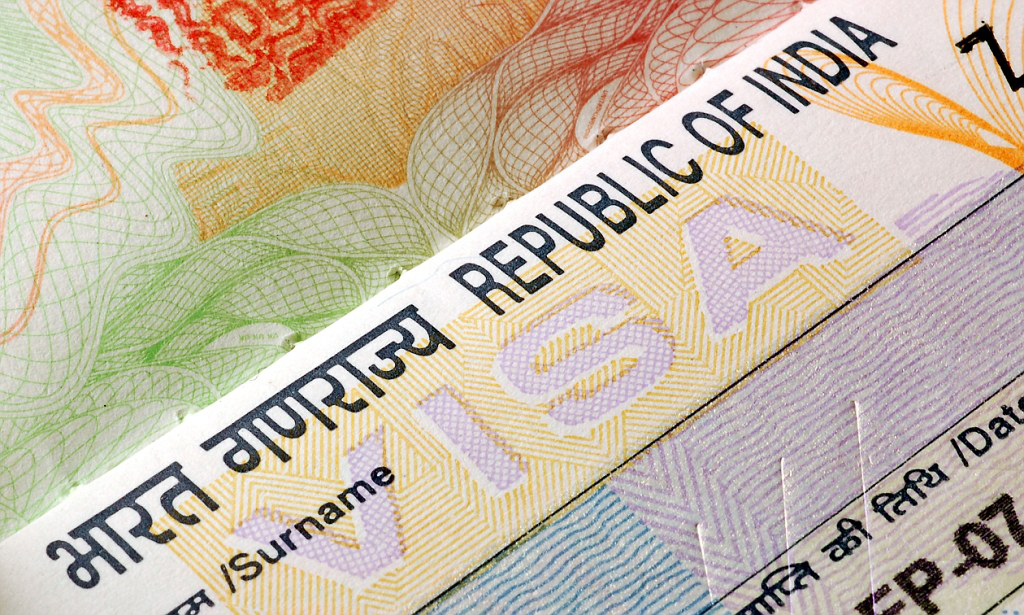 भारत गणराज्य REPUBLIC OF INDIA
VISA
/Surname
की तिथि /Date
EP-07